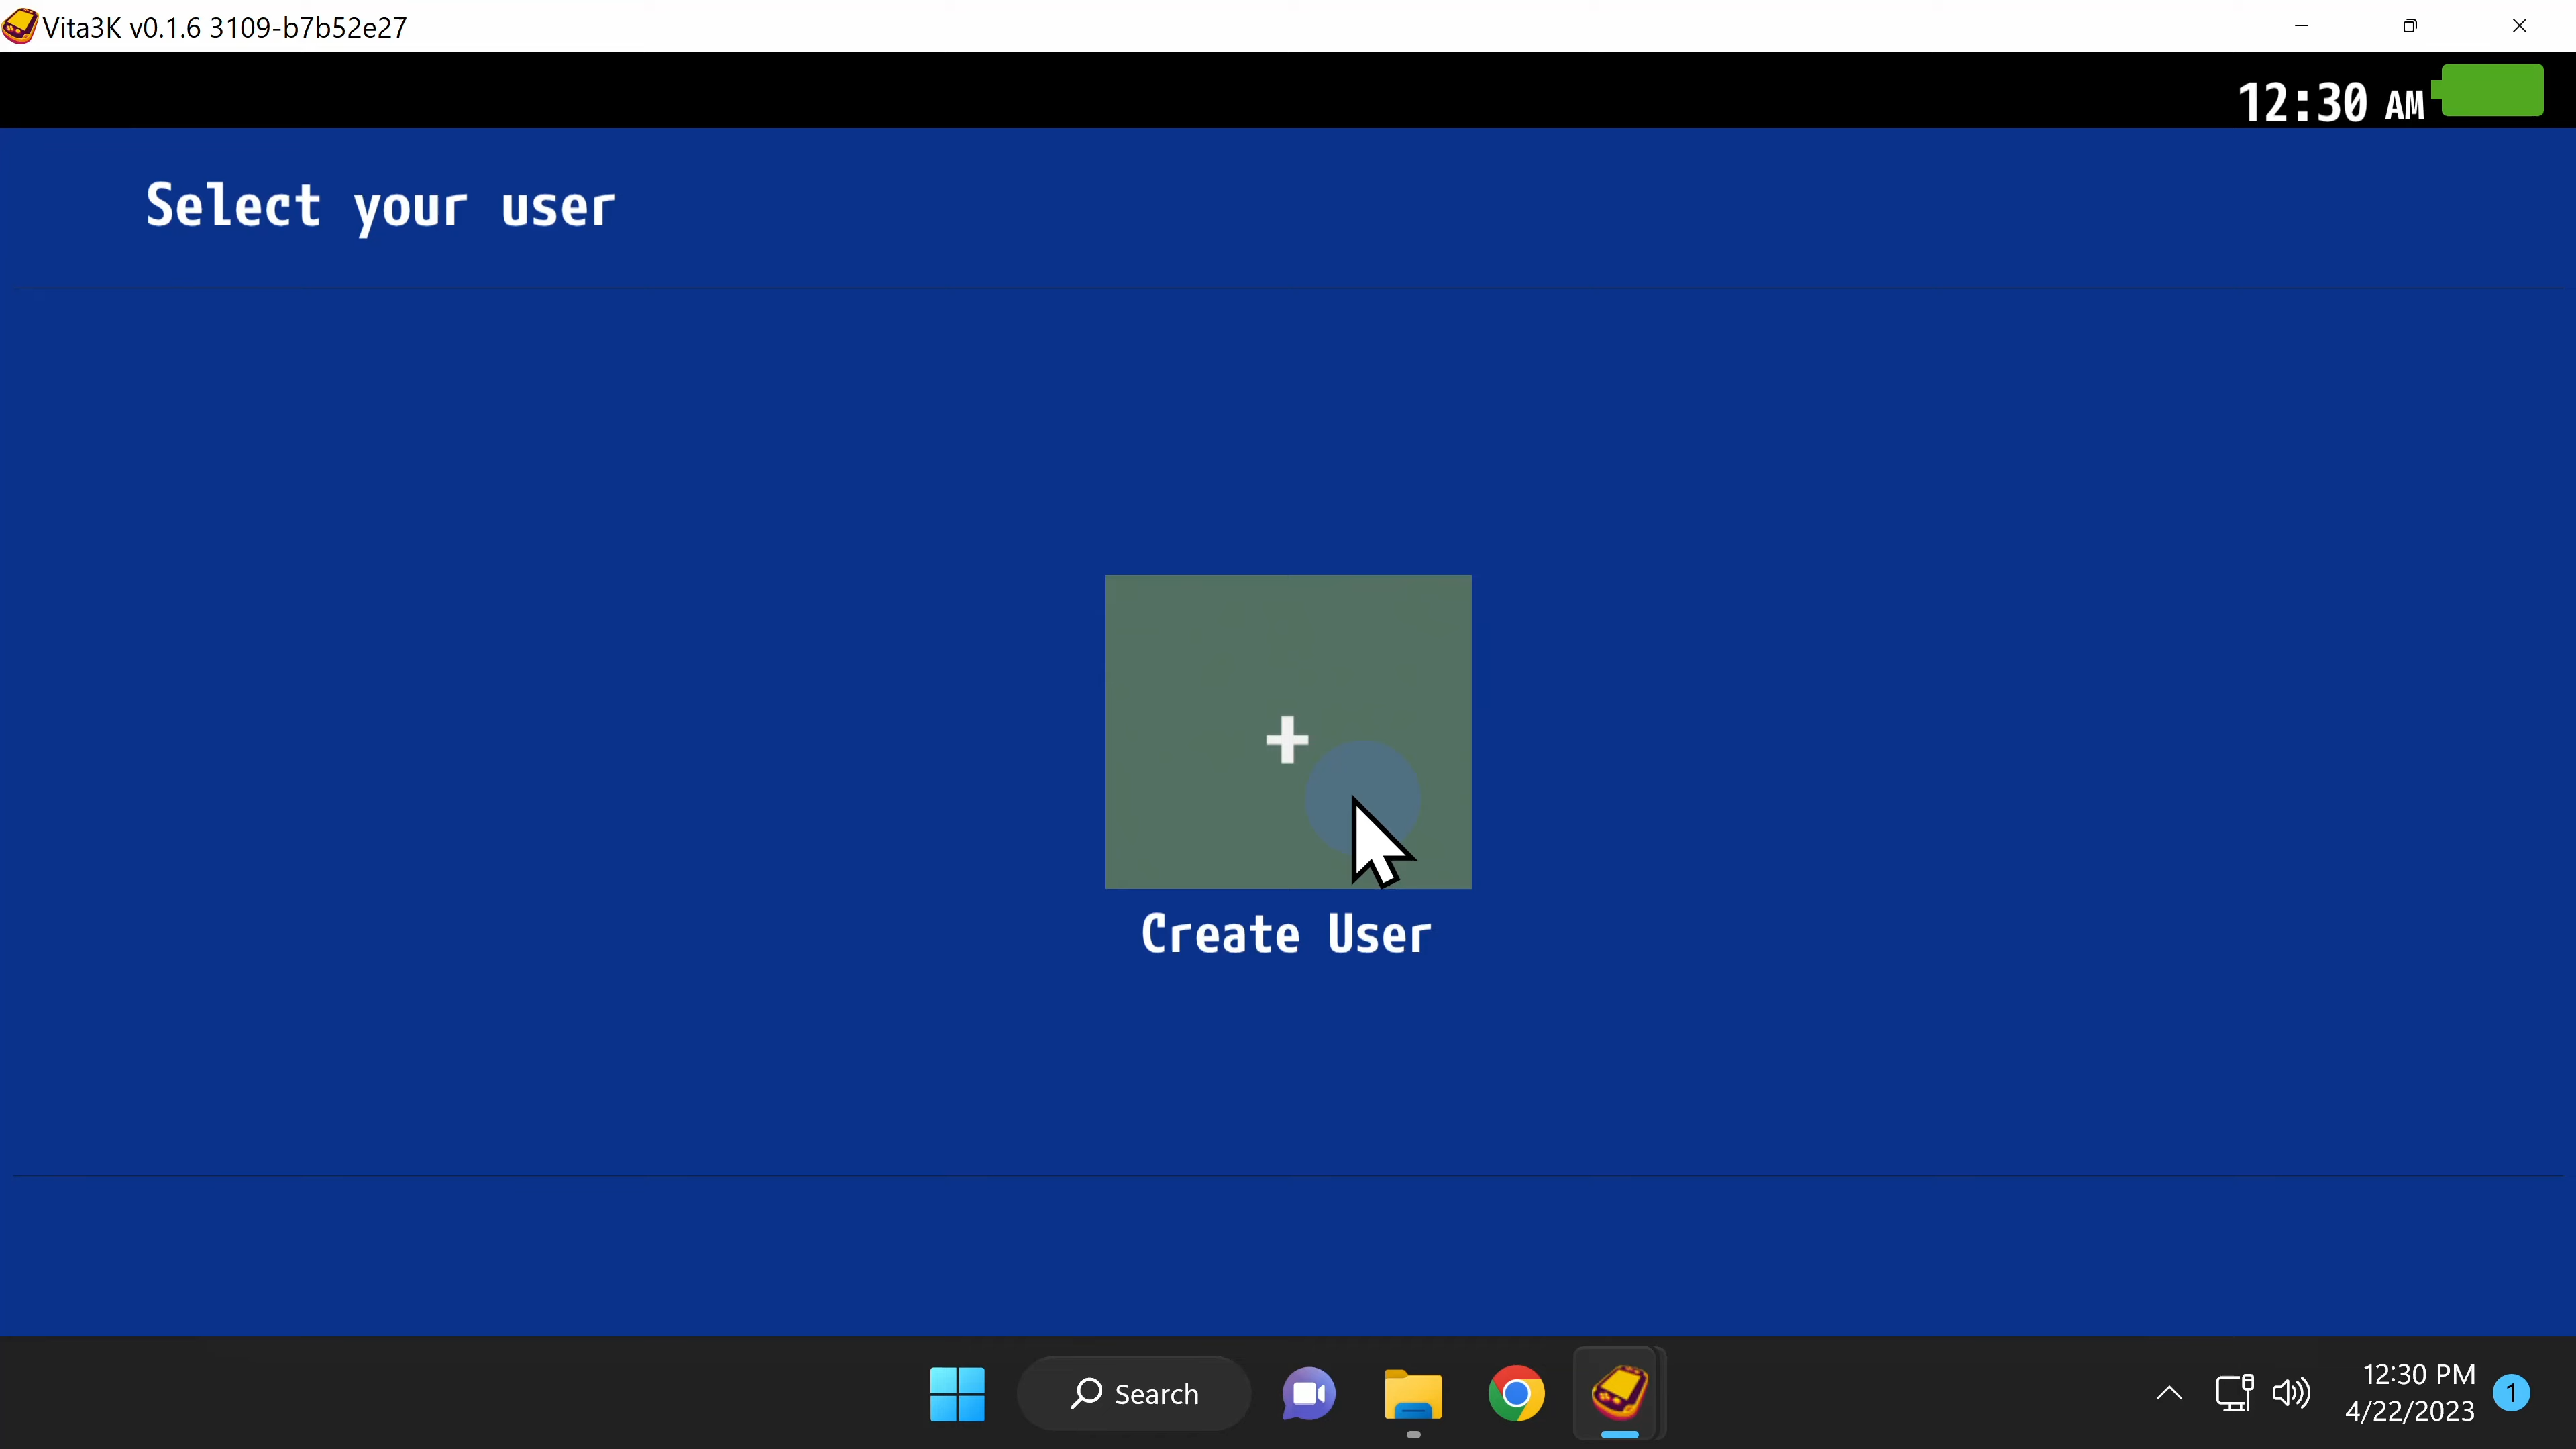 Vita3K v0.1.6 3109-b7b52e27
12:30 AM
Select your user
+
Create User
Search
12:30 PM
4/22/2023
1